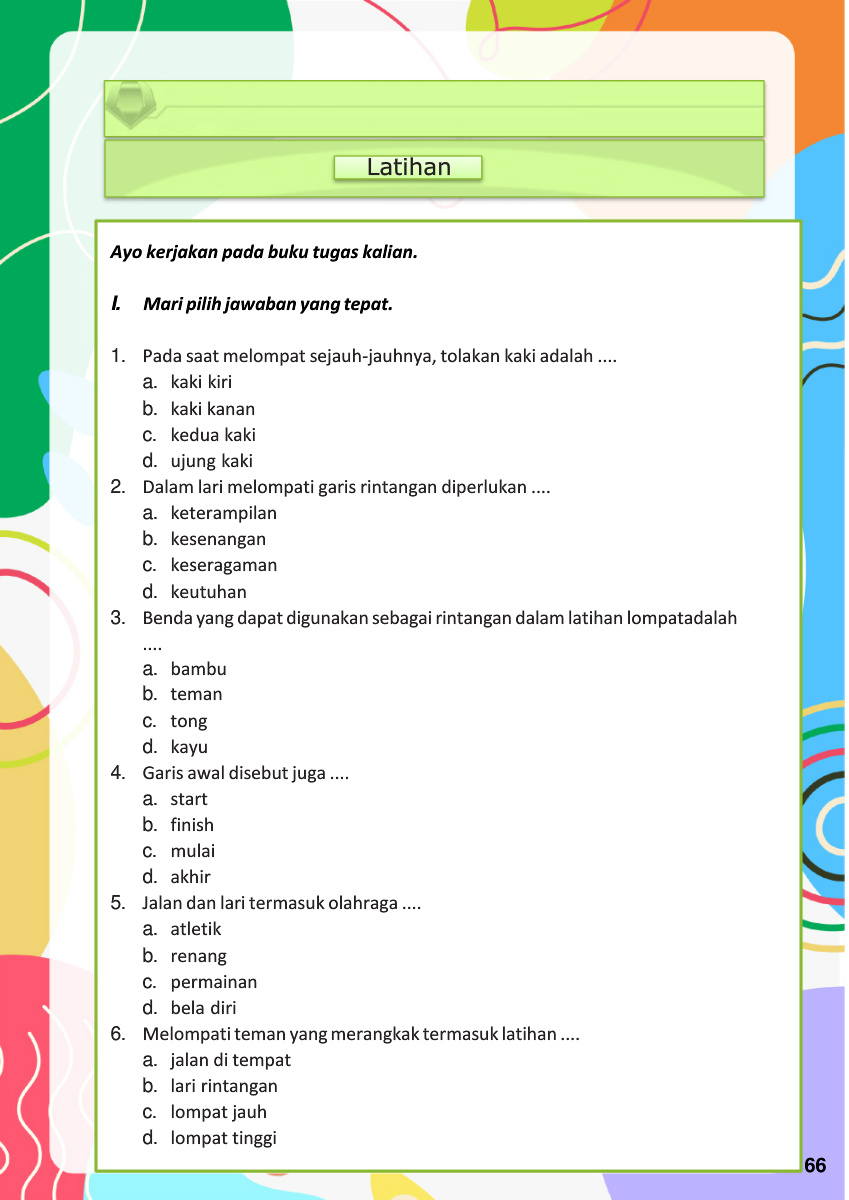 Latihan
Ayo kerjakan pada buku tugas kalian.
I. Mari pilih jawaban yang tepat.
1. Pada saat melompat sejauh-jauhnya, tolakan kaki adalah ....
a. kaki kiri
b. kaki kanan
c. kedua kaki
d. ujung kaki
2. Dalam lari melompati garis rintangan diperlukan ....
a. keterampilan
b. kesenangan
c. keseragaman
d. keutuhan
3. Benda yang dapat digunakan sebagai rintangan dalam latihan lompatadalah
....
a. bambu
b. teman
c. tong
d. kayu
4. Garis awal disebut juga ....
a. start
b. finish
c. mulai
d. akhir
5. Jalan dan lari termasuk olahraga ....
a. atletik
b. renang
c. permainan
d. bela diri
6. Melompati teman yang merangkak termasuk latihan ....
a. jalan di tempat
b. lari rintangan
c. lompat jauh
d. lompat tinggi
66